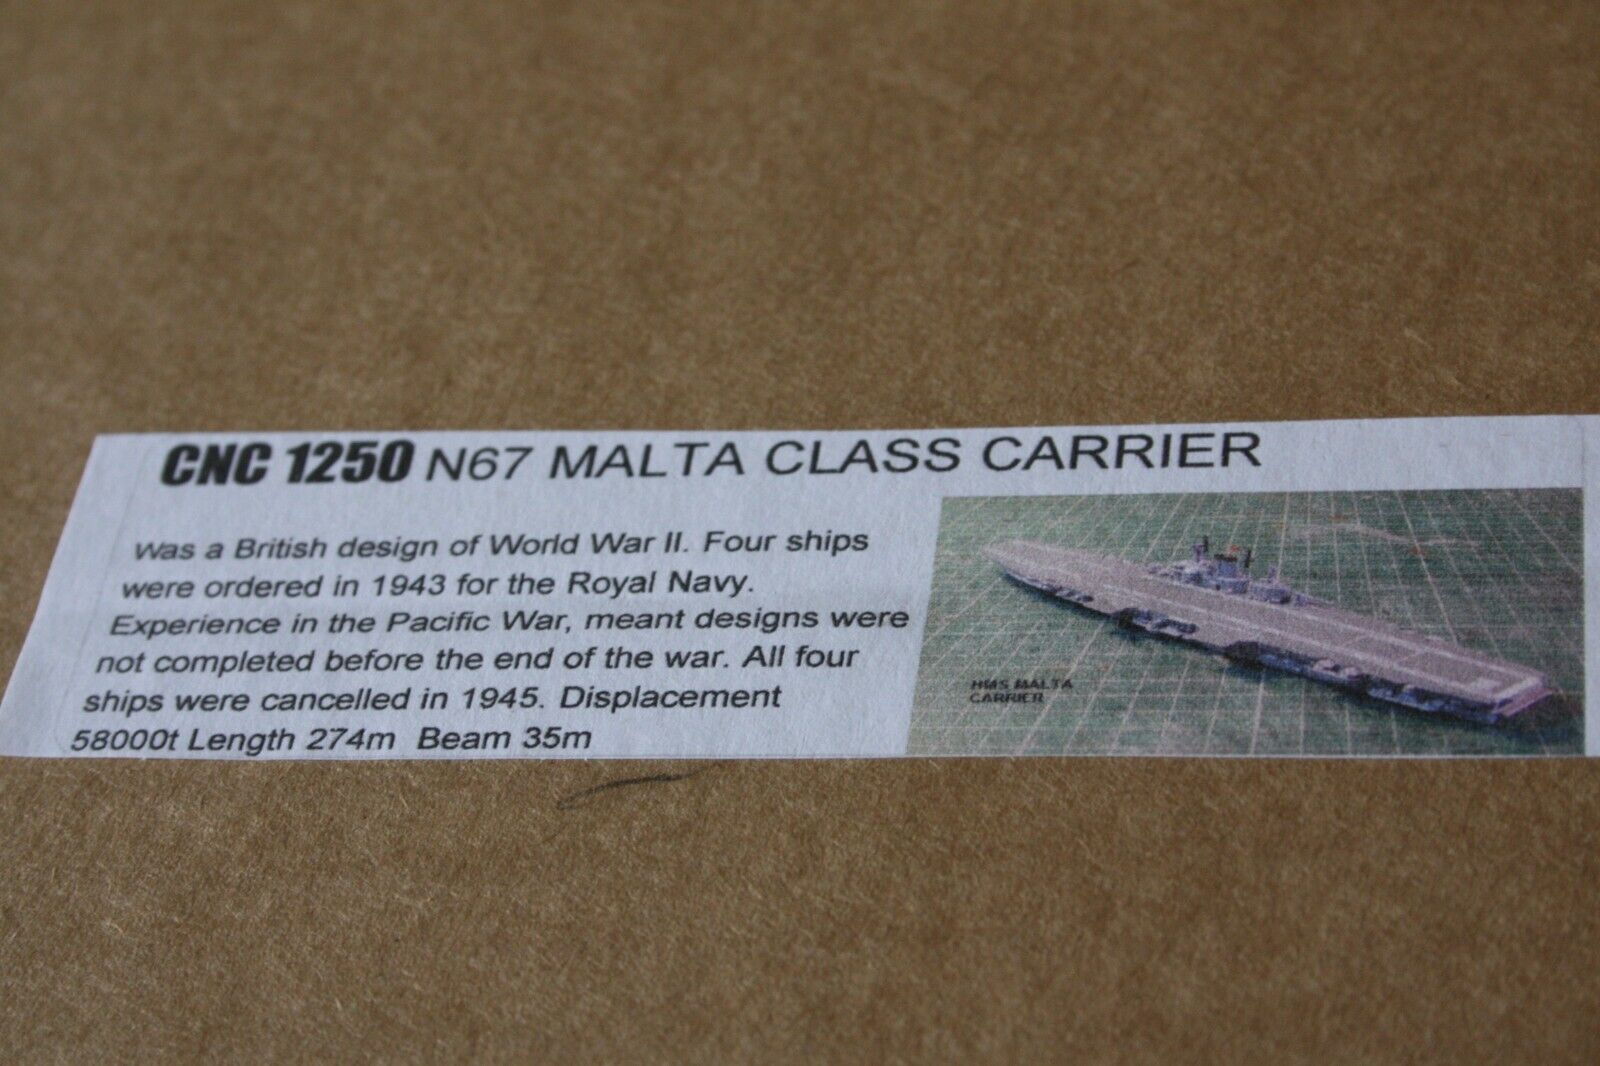 CNC 1250 N67 MALTA CLASS CARRIER
Was a British design of World War II. Four ships
were ordered in 1943 for the Royal Navy.
Experience in the Pacific War, meant designs were
not completed before the end of the war. All four
ships were cancelled in 1945. Displacement
58000t Length 274m Beam 35m
HMS MALTA
CARRIER